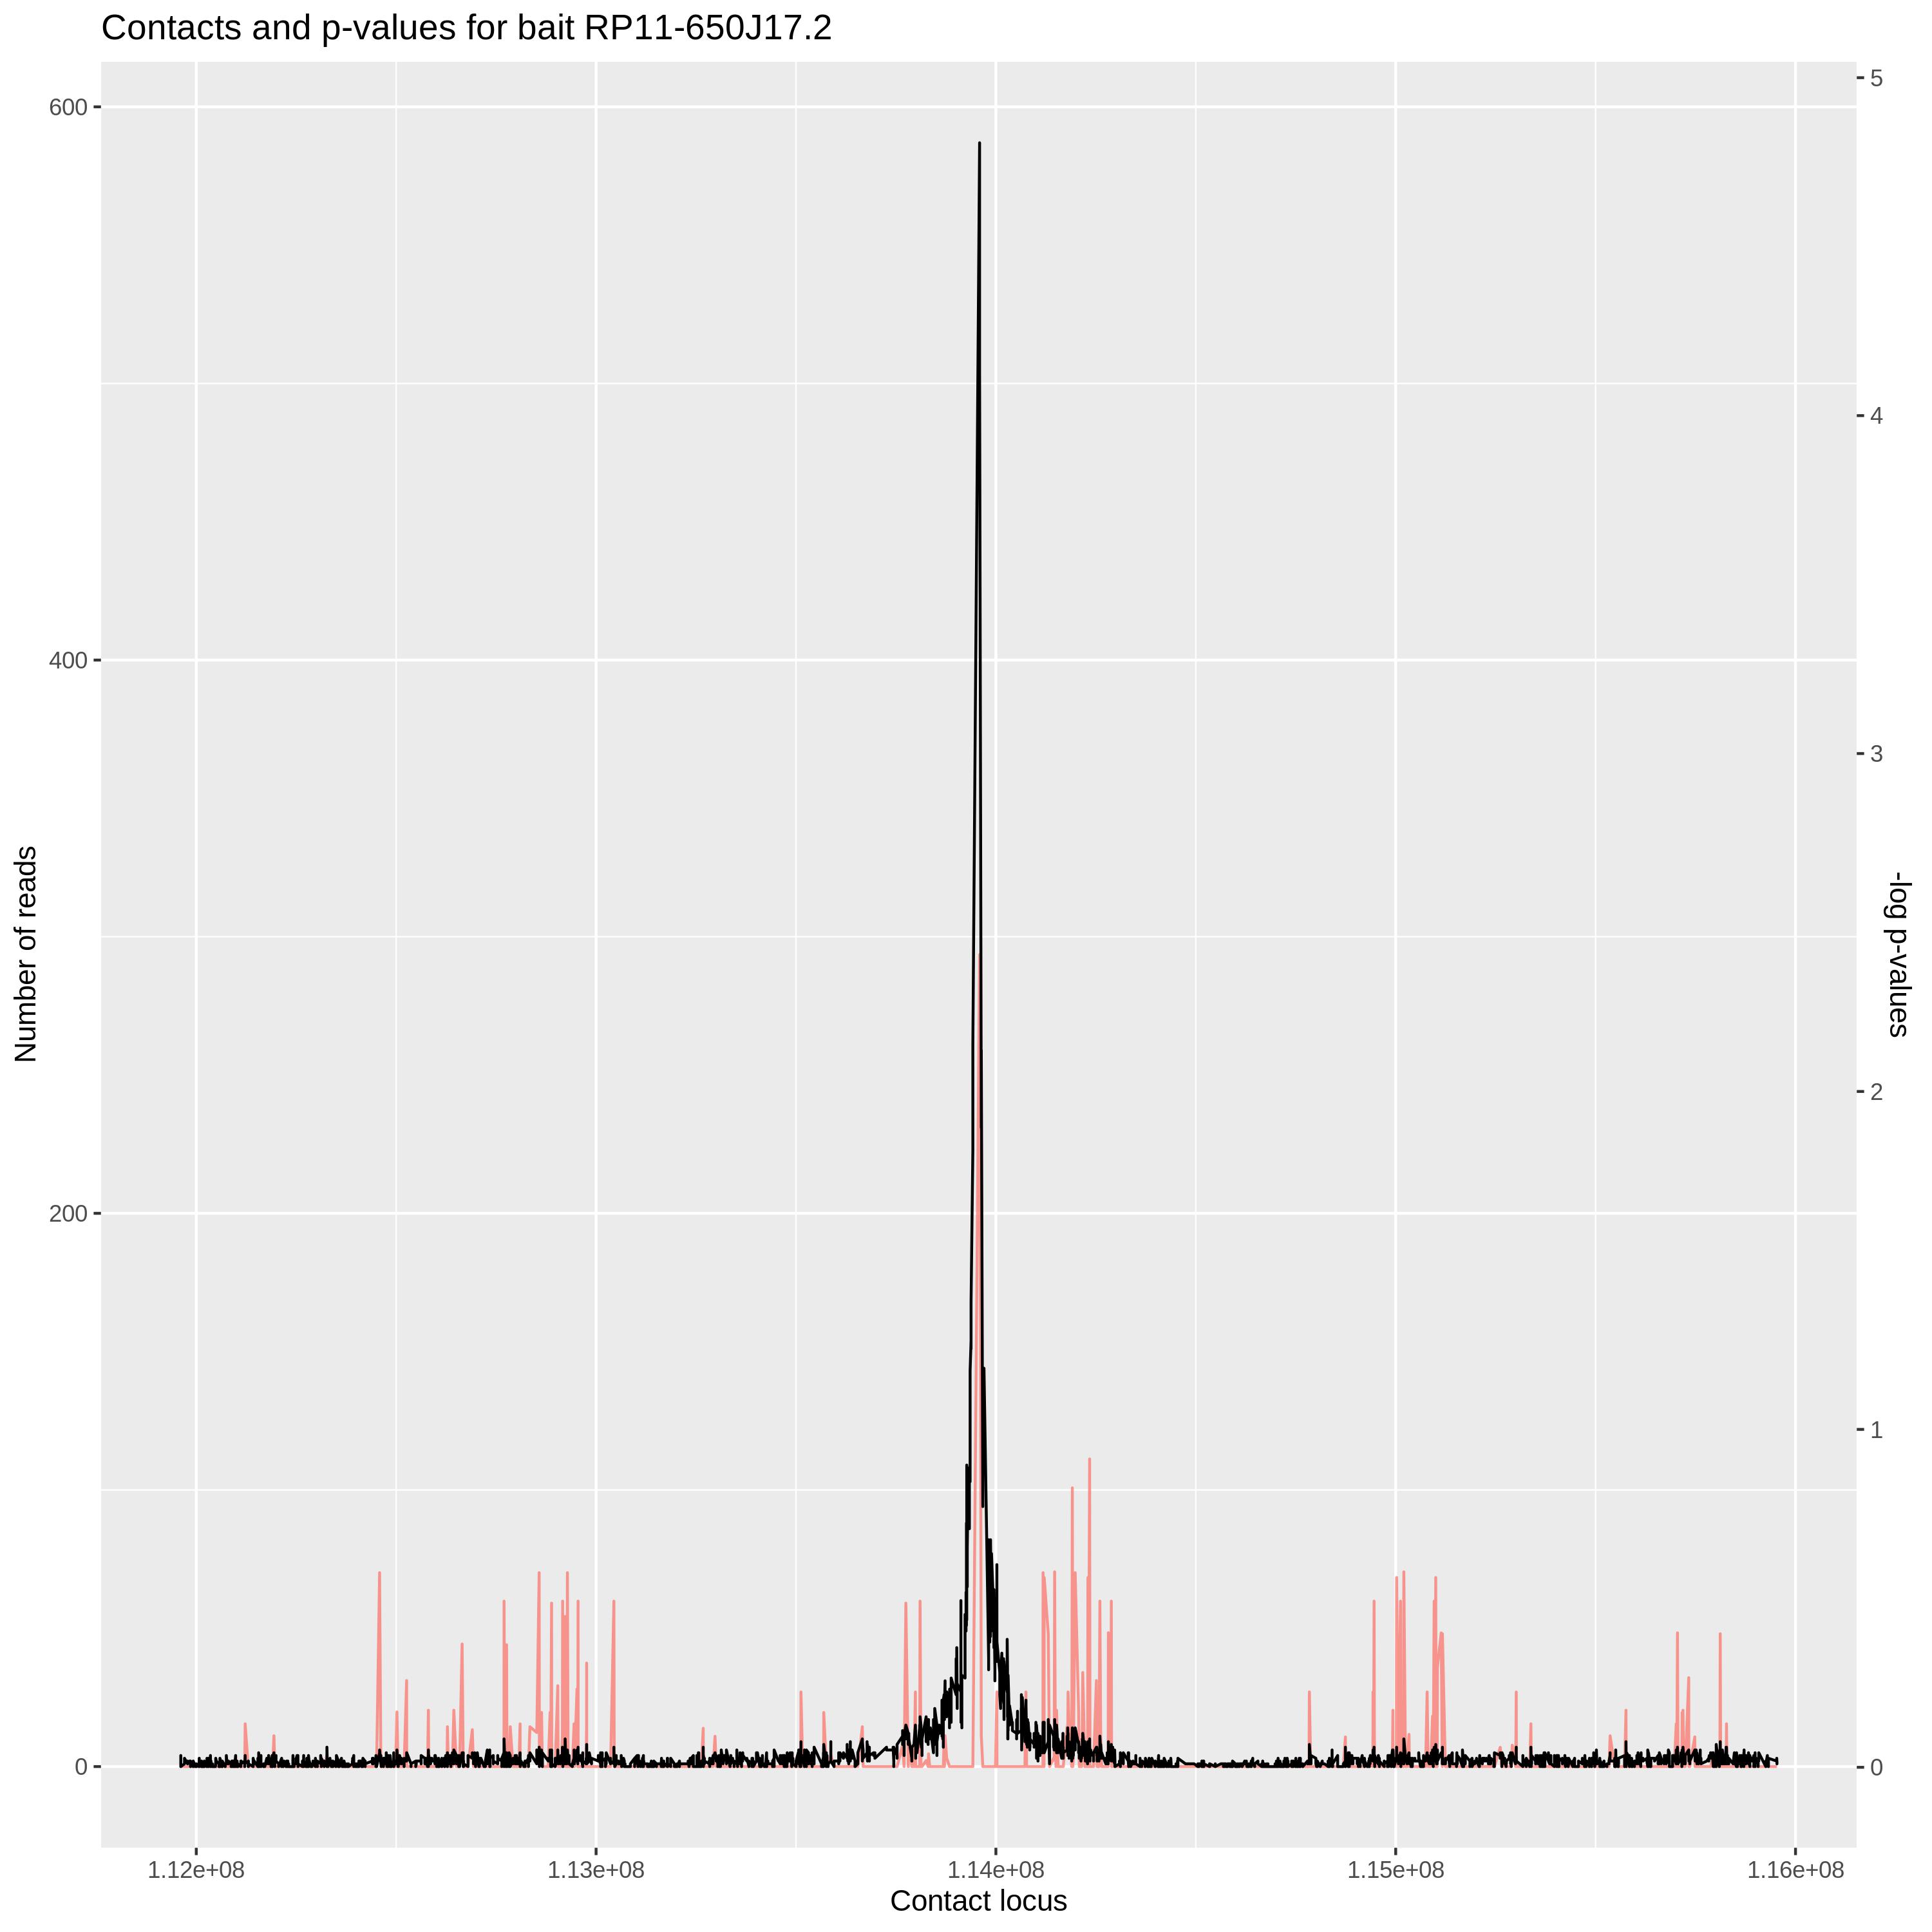 Contacts and p-values for bait RP11-650J17.2
600
400
200
0
Number of reads
5
4
3
2
1
0
-log p-values
1.12e+08
1.13e+08
1.14e+08
1.15e+08
1.16e+08
Contact locus